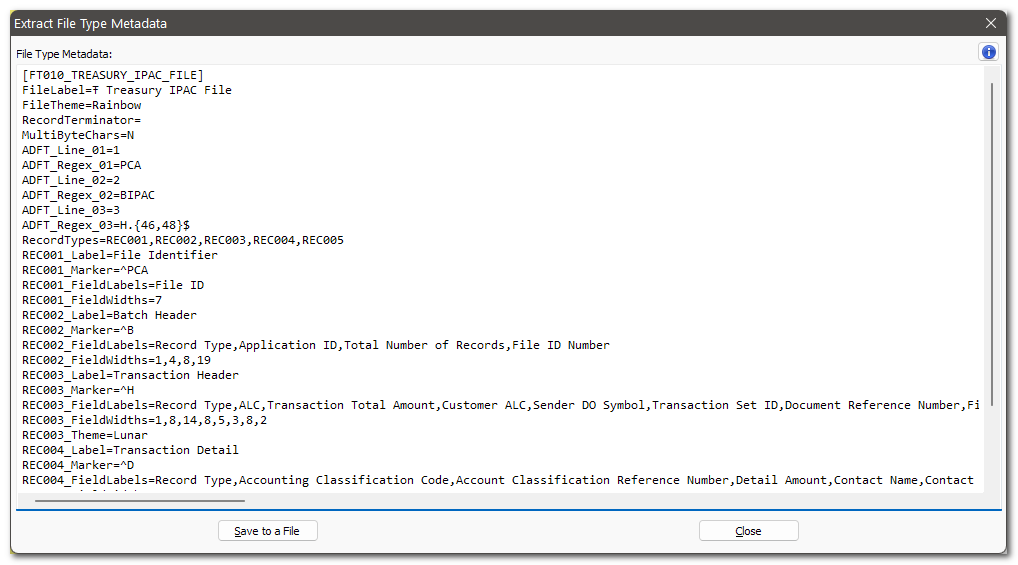 Extract File Type Metadata
File Type Metadata:
[FT010_TREASURY_IPAC_FILE]
FileLabel=Ŧ Treasury IPAC File
FileTheme=Rainbow
RecordTerminator=
MultiByteChars=N
ADFT_Line_01=1
ADFT_Regex_01=PCA
ADFT_Line_02=2
ADFT_Regex_02=BIPAC
ADFT_Line_03=3
ADFT_Regex_03=H.{46,48}$
RecordTypes=REC001,REC002,REC003,REC004,REC005
REC001_Label=File Identifier
REC001_Marker=^PCA
REC001_FieldLabels=File ID
REC001_FieldWidths=7
REC002_Label=Batch Header
REC002_Marker=^B
REC002_FieldLabels=Record Type,Application ID,Total Number of Records,File ID Number
REC002_FieldWidths=1,4,8,19
REC003_Label=Transaction Header
REC003_Marker=^H
REC003_FieldLabels=Record Type,ALC,Transaction Total Amount,Customer ALC,Sender DO Symbol,Transaction Set ID,Document Reference Number,Fi
REC003_FieldWidths=1,8,14,8,5,3,8,2
REC003_Theme=Lunar
REC004_Label=Transaction Detail
REC004_Marker=^D
REC004_FieldLabels=Record Type,Accounting Classification Code,Account Classification Reference Number,Detail Amount,Contact Name,Contact
Save to a File
Close